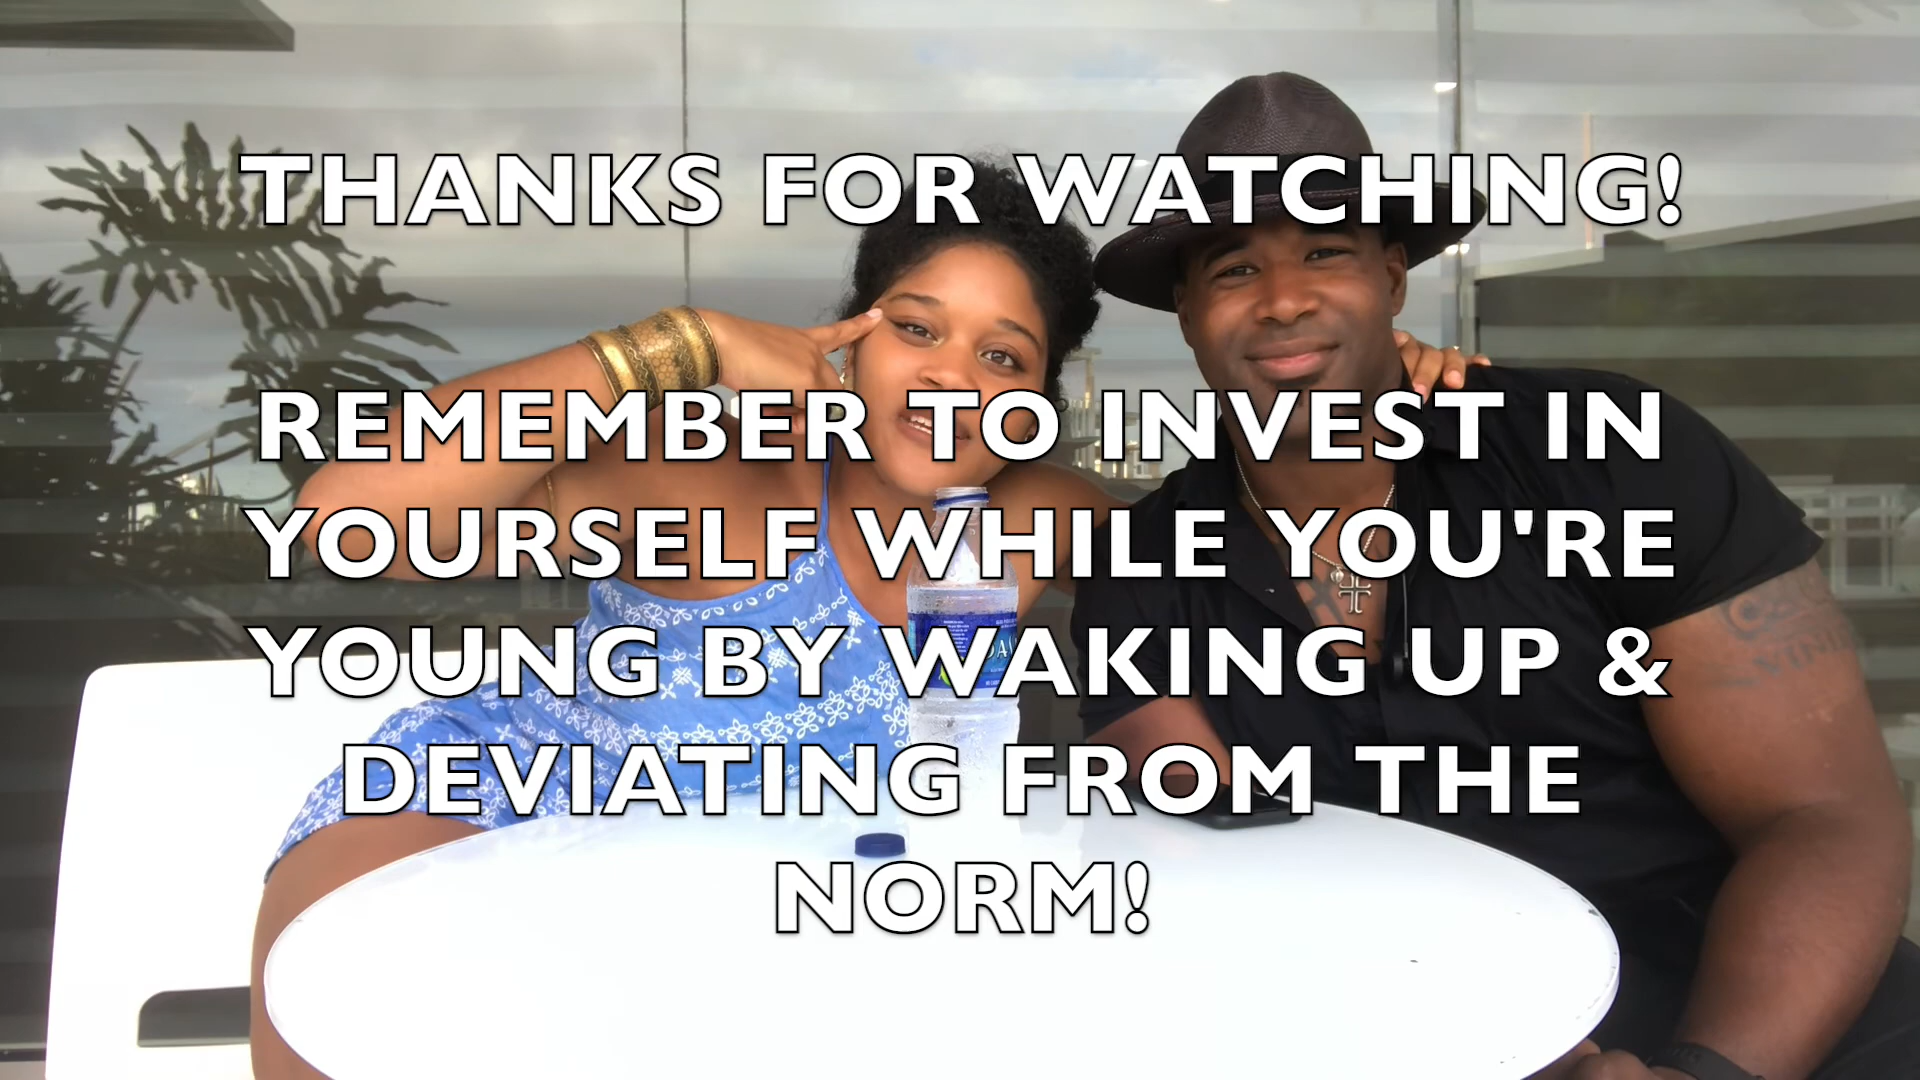 THANKS FOR WATCHING!
REMEMBER TO INVEST IN
YOURSELF WHILE YOU'RE
YOUNG BY WAKING UP &
DEVIATING FROM THE
NORM!